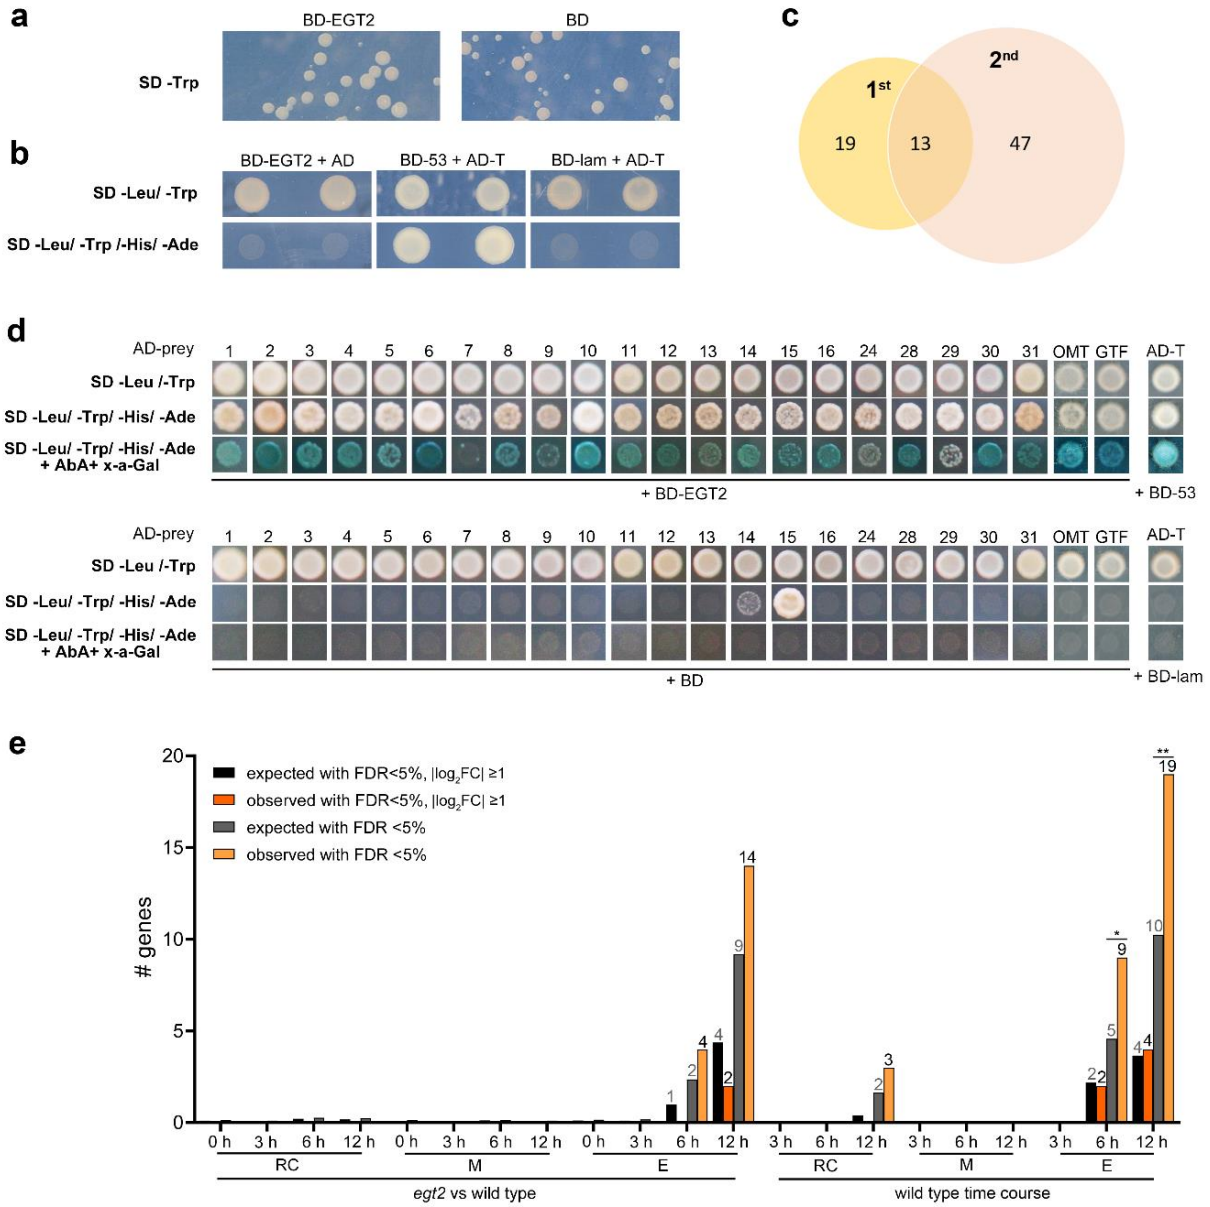 a
BD-EGT2 BD
SD -Trp
b
BD-EGT2 + AD BD-53 + AD-T BD-lam + AD-T
SD -Leu/ -Trp
SD -Leu/ -Trp /-His/ -Ade
c
1st 2nd
19 13 47
d
AD-prey 1 2 3 4 5 6 7 8 9 10 11 12 13 14 15 16 24 28 29 30 31 OMT GTF AD-T
SD -Leu /-Trp
SD -Leu/ -Trp/ -His/ -Ade
SD -Leu/ -Trp/ -His/ -Ade
+ AbA+ x-a-Gal
+ BD-EGT2 + BD-53
AD-prey 1 2 3 4 5 6 7 8 9 10 11 12 13 14 15 16 24 28 29 30 31 OMT GTF AD-T
SD -Leu /-Trp
SD -Leu/ -Trp/ -His/ -Ade
SD -Leu/ -Trp/ -His/ -Ade
+ AbA+ x-a-Gal
+ BD + BD-lam
e
# genes
20
15
10
5
0
expected with FDR<5%, |log2FC| ≥1
observed with FDR<5%, |log2FC| ≥1
expected with FDR <5%
observed with FDR <5%
1 2 4 4 2 9 14 2 3 2 2 5 * 9 4 4 10 ** 19
0 h 3 h 6 h 12 h 0 h 3 h 6 h 12 h 0 h 3 h 6 h 12 h 3 h 6 h 12 h 3 h 6 h 12 h 3 h 6 h 12 h
RC M E RC M E
egt2 vs wild type wild type time course